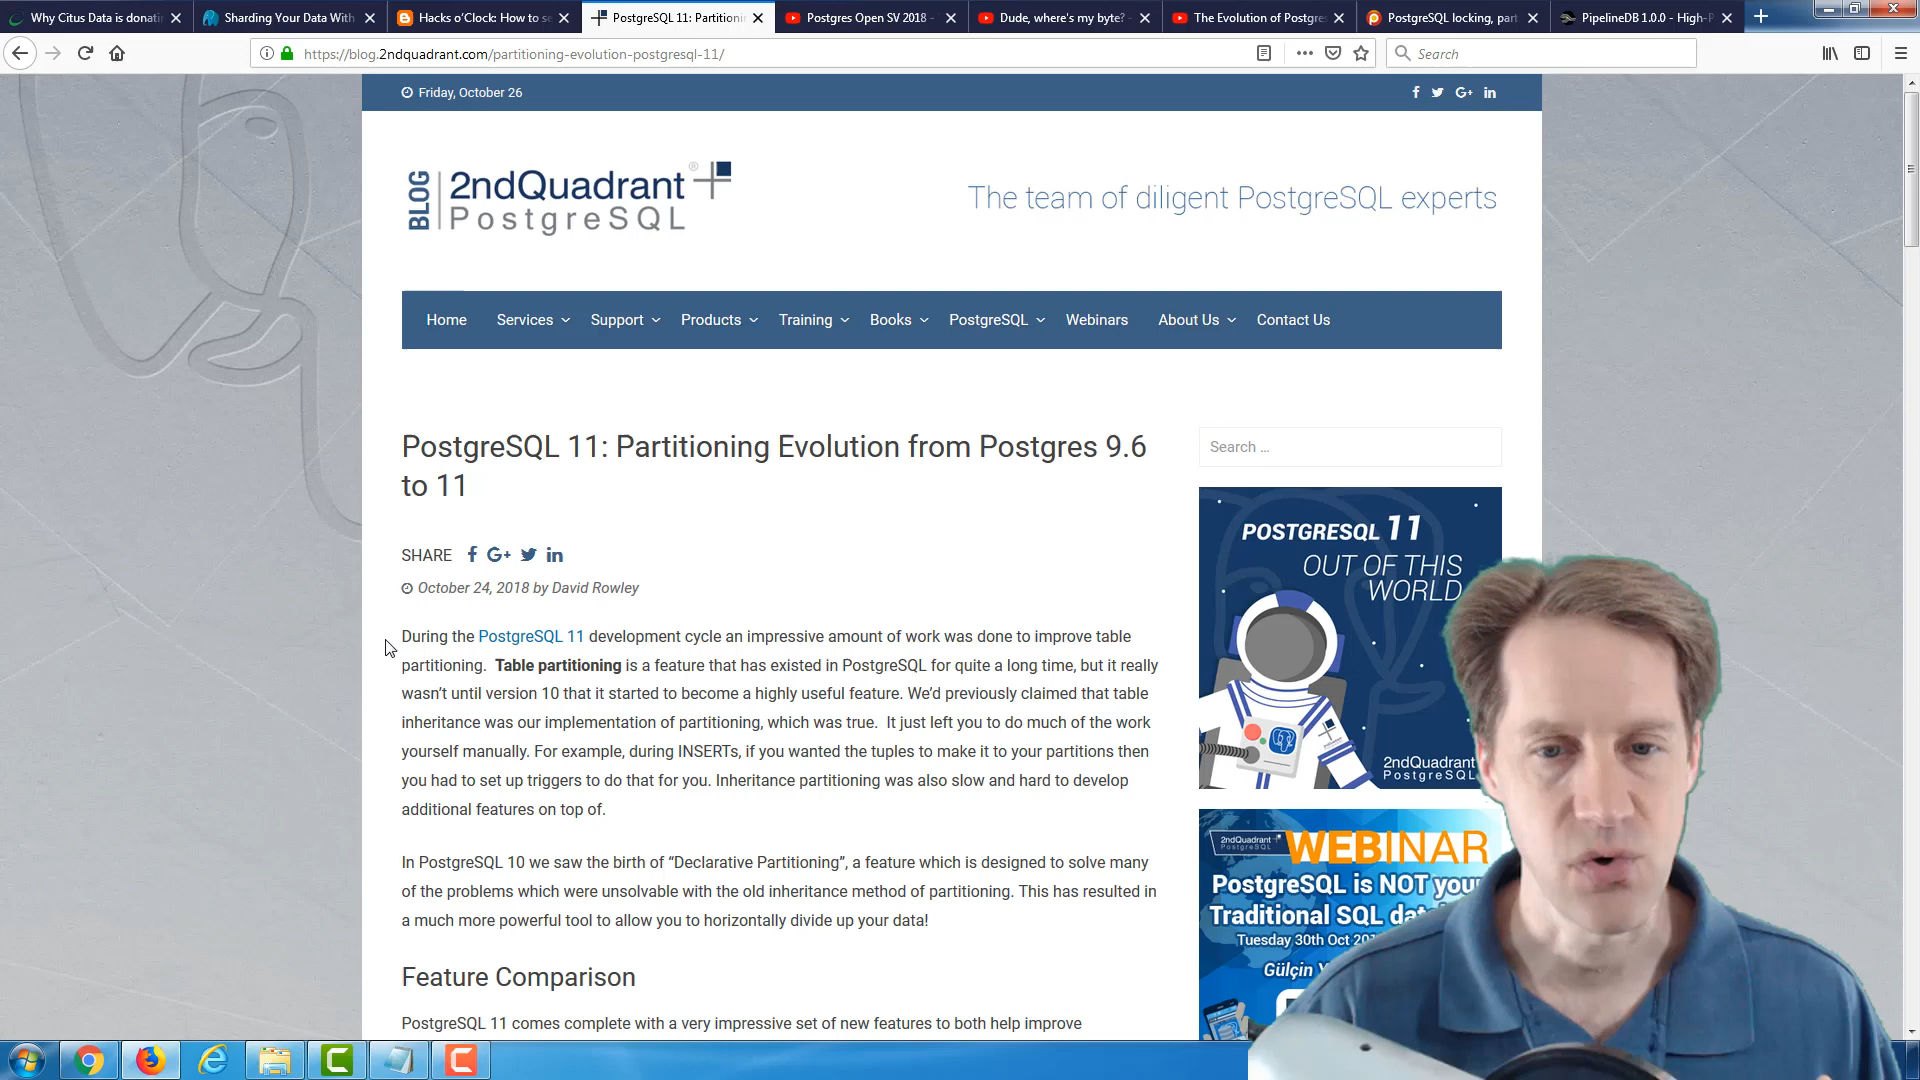 Why Citus Data is donati
Sharding Your Data With
Hacks o'Clock: How to se
PostgreSQL 11: Partitioni
Postgres Open SV 2018 -
Dude, where's my byte? -
The Evolution of Postgres
PostgreSQL locking, part
PipelineDB 1.0.0 - High-P
https://blog.2ndquadrant.com/partitioning-evolution-postgresql-11/
Search
Friday, October 26
BLOG
2ndQuadrant®
PostgreSQL
The team of diligent PostgreSQL experts
Home Services Support Products Training Books PostgreSQL Webinars About Us Contact Us
PostgreSQL 11: Partitioning Evolution from Postgres 9.6
to 11
SHARE
October 24, 2018 by David Rowley
During the PostgreSQL 11 development cycle an impressive amount of work was done to improve table
partitioning. Table partitioning is a feature that has existed in PostgreSQL for quite a long time, but it really
wasn't until version 10 that it started to become a highly useful feature. We'd previously claimed that table
inheritance was our implementation of partitioning, which was true. It just left you to do much of the work
yourself manually. For example, during INSERTs, if you wanted the tuples to make it to your partitions then
you had to set up triggers to do that for you. Inheritance partitioning was also slow and hard to develop
additional features on top of.
In PostgreSQL 10 we saw the birth of “Declarative Partitioning”, a feature which is designed to solve many
of the problems which were unsolvable with the old inheritance method of partitioning. This has resulted in
a much more powerful tool to allow you to horizontally divide up your data!
Feature Comparison
PostgreSQL 11 comes complete with a very impressive set of new features to both help improve
Search …
POSTGRESQL 11
OUT OF THIS
WORLD
2ndQuadrant
PostgreSQL
2ndQuadrant
PostgreSQL
WEBINAR
PostgreSQL is NOT your
Traditional SQL dat
Tuesday 30th Oct 20
Gülçin Y